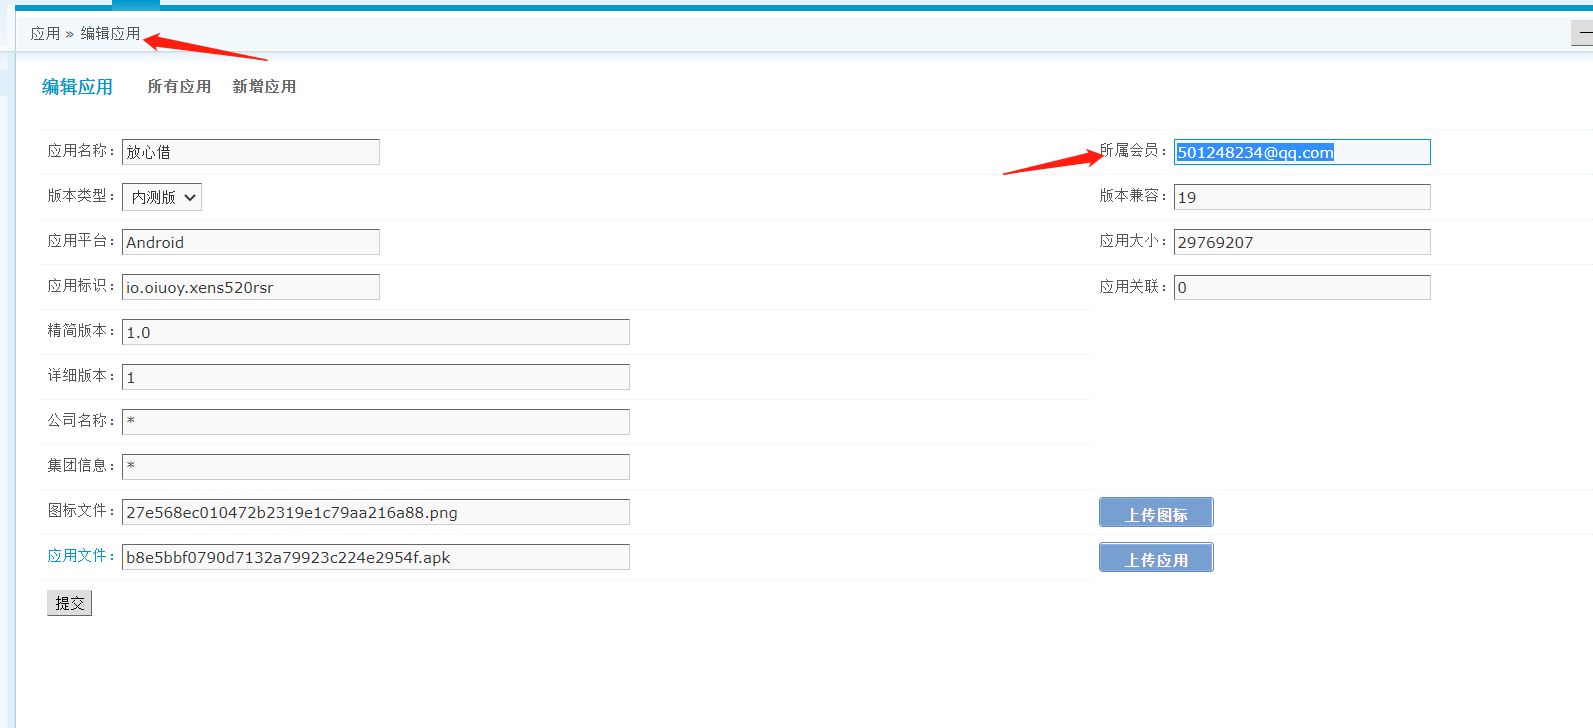 应用 » 编辑应用
编辑应用 所有应用 新增应用
应用名称： 放心借 所属会员： 501248234@qq.com
版本类型： 内测版 版本兼容： 19
应用平台： Android 应用大小： 29769207
应用标识： io.oiuoy.xens520rsr 应用关联： 0
精简版本： 1.0
详细版本： 1
公司名称： *
集团信息： *
图标文件： 27e568ec010472b2319e1c79aa216a88.png 上传图标
应用文件： b8e5bbf0790d7132a79923c224e2954f.apk 上传应用
提交